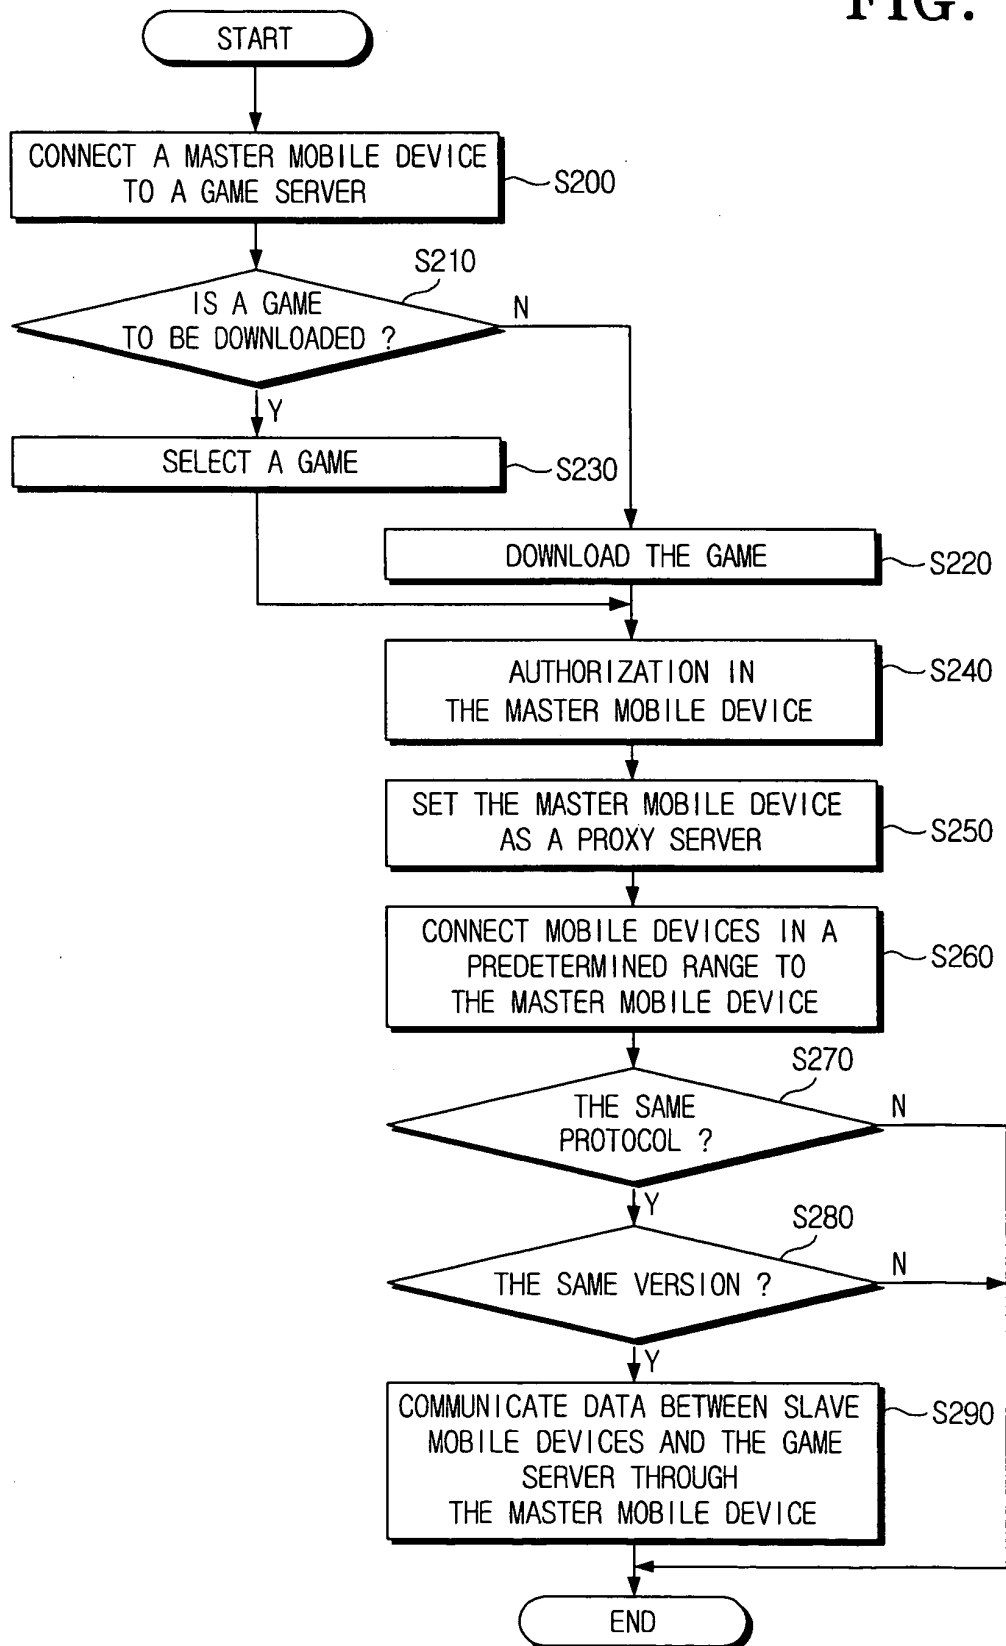 FIG.
START
CONNECT A MASTER MOBILE DEVICE
TO A GAME SERVER
S200
S210
IS A GAME
TO BE DOWNLOADED ?
N
Y
SELECT A GAME
S230
DOWNLOAD THE GAME
S220
AUTHORIZATION IN
THE MASTER MOBILE DEVICE
S240
SET THE MASTER MOBILE DEVICE
AS A PROXY SERVER
S250
CONNECT MOBILE DEVICES IN A
PREDETERMINED RANGE TO
THE MASTER MOBILE DEVICE
S260
S270
THE SAME
PROTOCOL ?
N
Y
S280
THE SAME VERSION ?
N
Y
COMMUNICATE DATA BETWEEN SLAVE
MOBILE DEVICES AND THE GAME
SERVER THROUGH
THE MASTER MOBILE DEVICE
S290
END